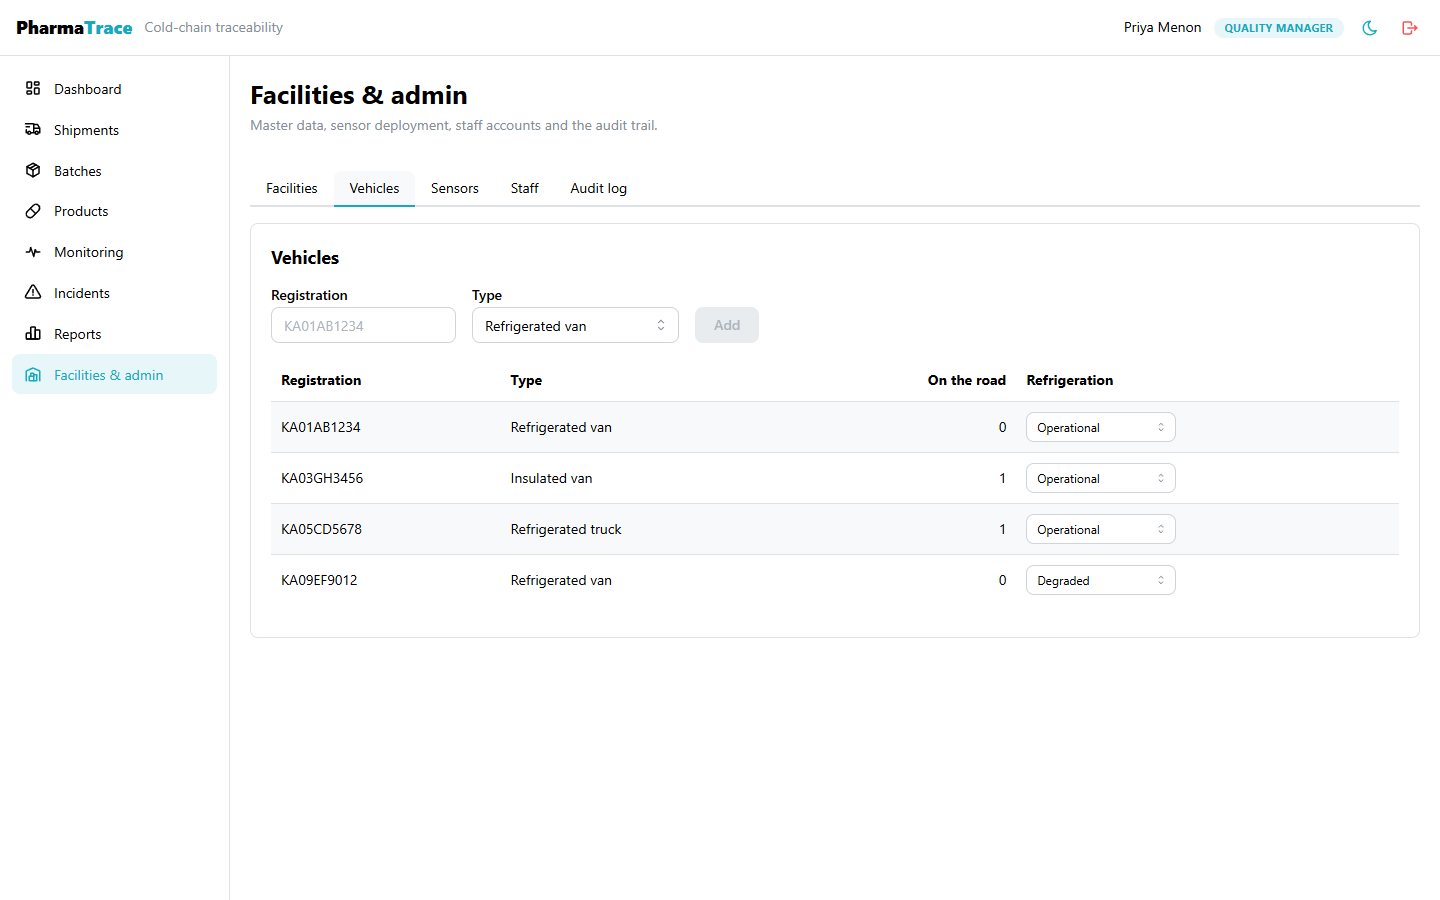 PharmaTrace Cold-chain traceability Priya Menon QUALITY MANAGER
Dashboard
Shipments
Batches
Products
Monitoring
Incidents
Reports
Facilities & admin
Facilities & admin
Master data, sensor deployment, staff accounts and the audit trail.
Facilities Vehicles Sensors Staff Audit log
Vehicles
Registration Type
KA01AB1234 Refrigerated van Add
Registration Type On the road Refrigeration
KA01AB1234 Refrigerated van 0 Operational
KA03GH3456 Insulated van 1 Operational
KA05CD5678 Refrigerated truck 1 Operational
KA09EF9012 Refrigerated van 0 Degraded